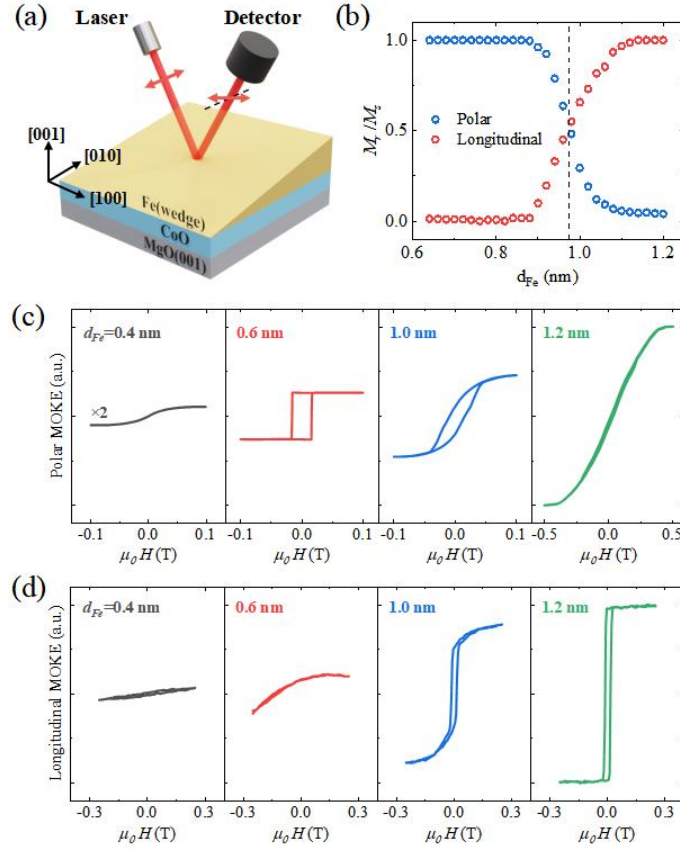 (a)
Laser
Detector
[001]
[010]
[100]
Fe(wedge)
CoO
MgO(001)
(b)
M_r/M_s
1.0
0.5
0.0
Polar
Longitudinal
0.6 0.8 1.0 1.2
d_Fe (nm)
(c)
Polar MOKE (a.u.)
d_Fe=0.4 nm
0.6 nm
1.0 nm
1.2 nm
×2
-0.1 0.0 0.1
-0.1 0.0 0.1
-0.1 0.0 0.1
-0.5 0.0 0.5
μ₀H(T)
μ₀H(T)
μ₀H(T)
μ₀H(T)
(d)
Longitudinal MOKE (a.u.)
d_Fe=0.4 nm
0.6 nm
1.0 nm
1.2 nm
-0.3 0.0 0.3
-0.3 0.0 0.3
-0.3 0.0 0.3
-0.3 0.0 0.3
μ₀H(T)
μ₀H(T)
μ₀H(T)
μ₀H(T)